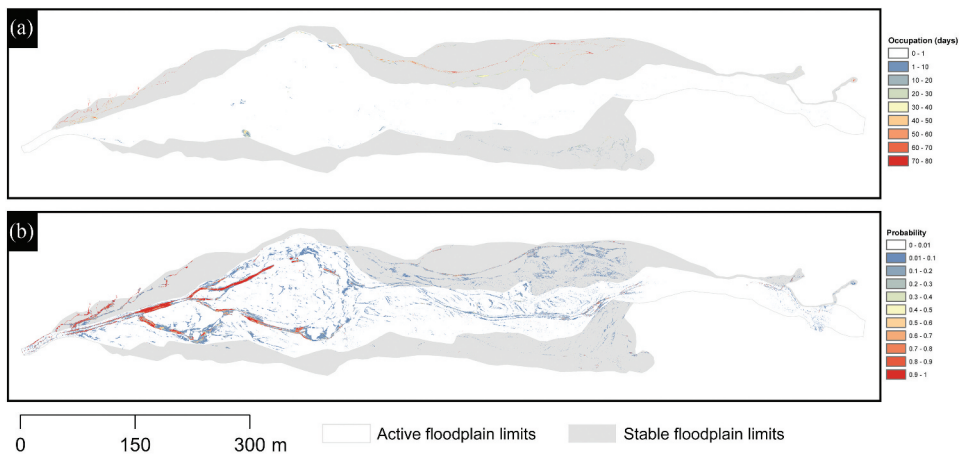 (a)
Occupation (days)
0 - 1
1 - 10
10 - 20
20 - 30
30 - 40
40 - 50
50 - 60
60 - 70
70 - 80
(b)
Probability
0 - 0.01
0.01 - 0.1
0.1 - 0.2
0.2 - 0.3
0.3 - 0.4
0.4 - 0.5
0.5 - 0.6
0.6 - 0.7
0.7 - 0.8
0.8 - 0.9
0.9 - 1
0 150 300 m
Active floodplain limits
Stable floodplain limits